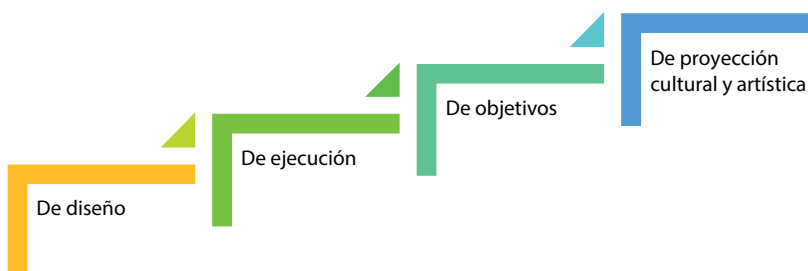 De diseño
De ejecución
De objetivos
De proyección
cultural y artística